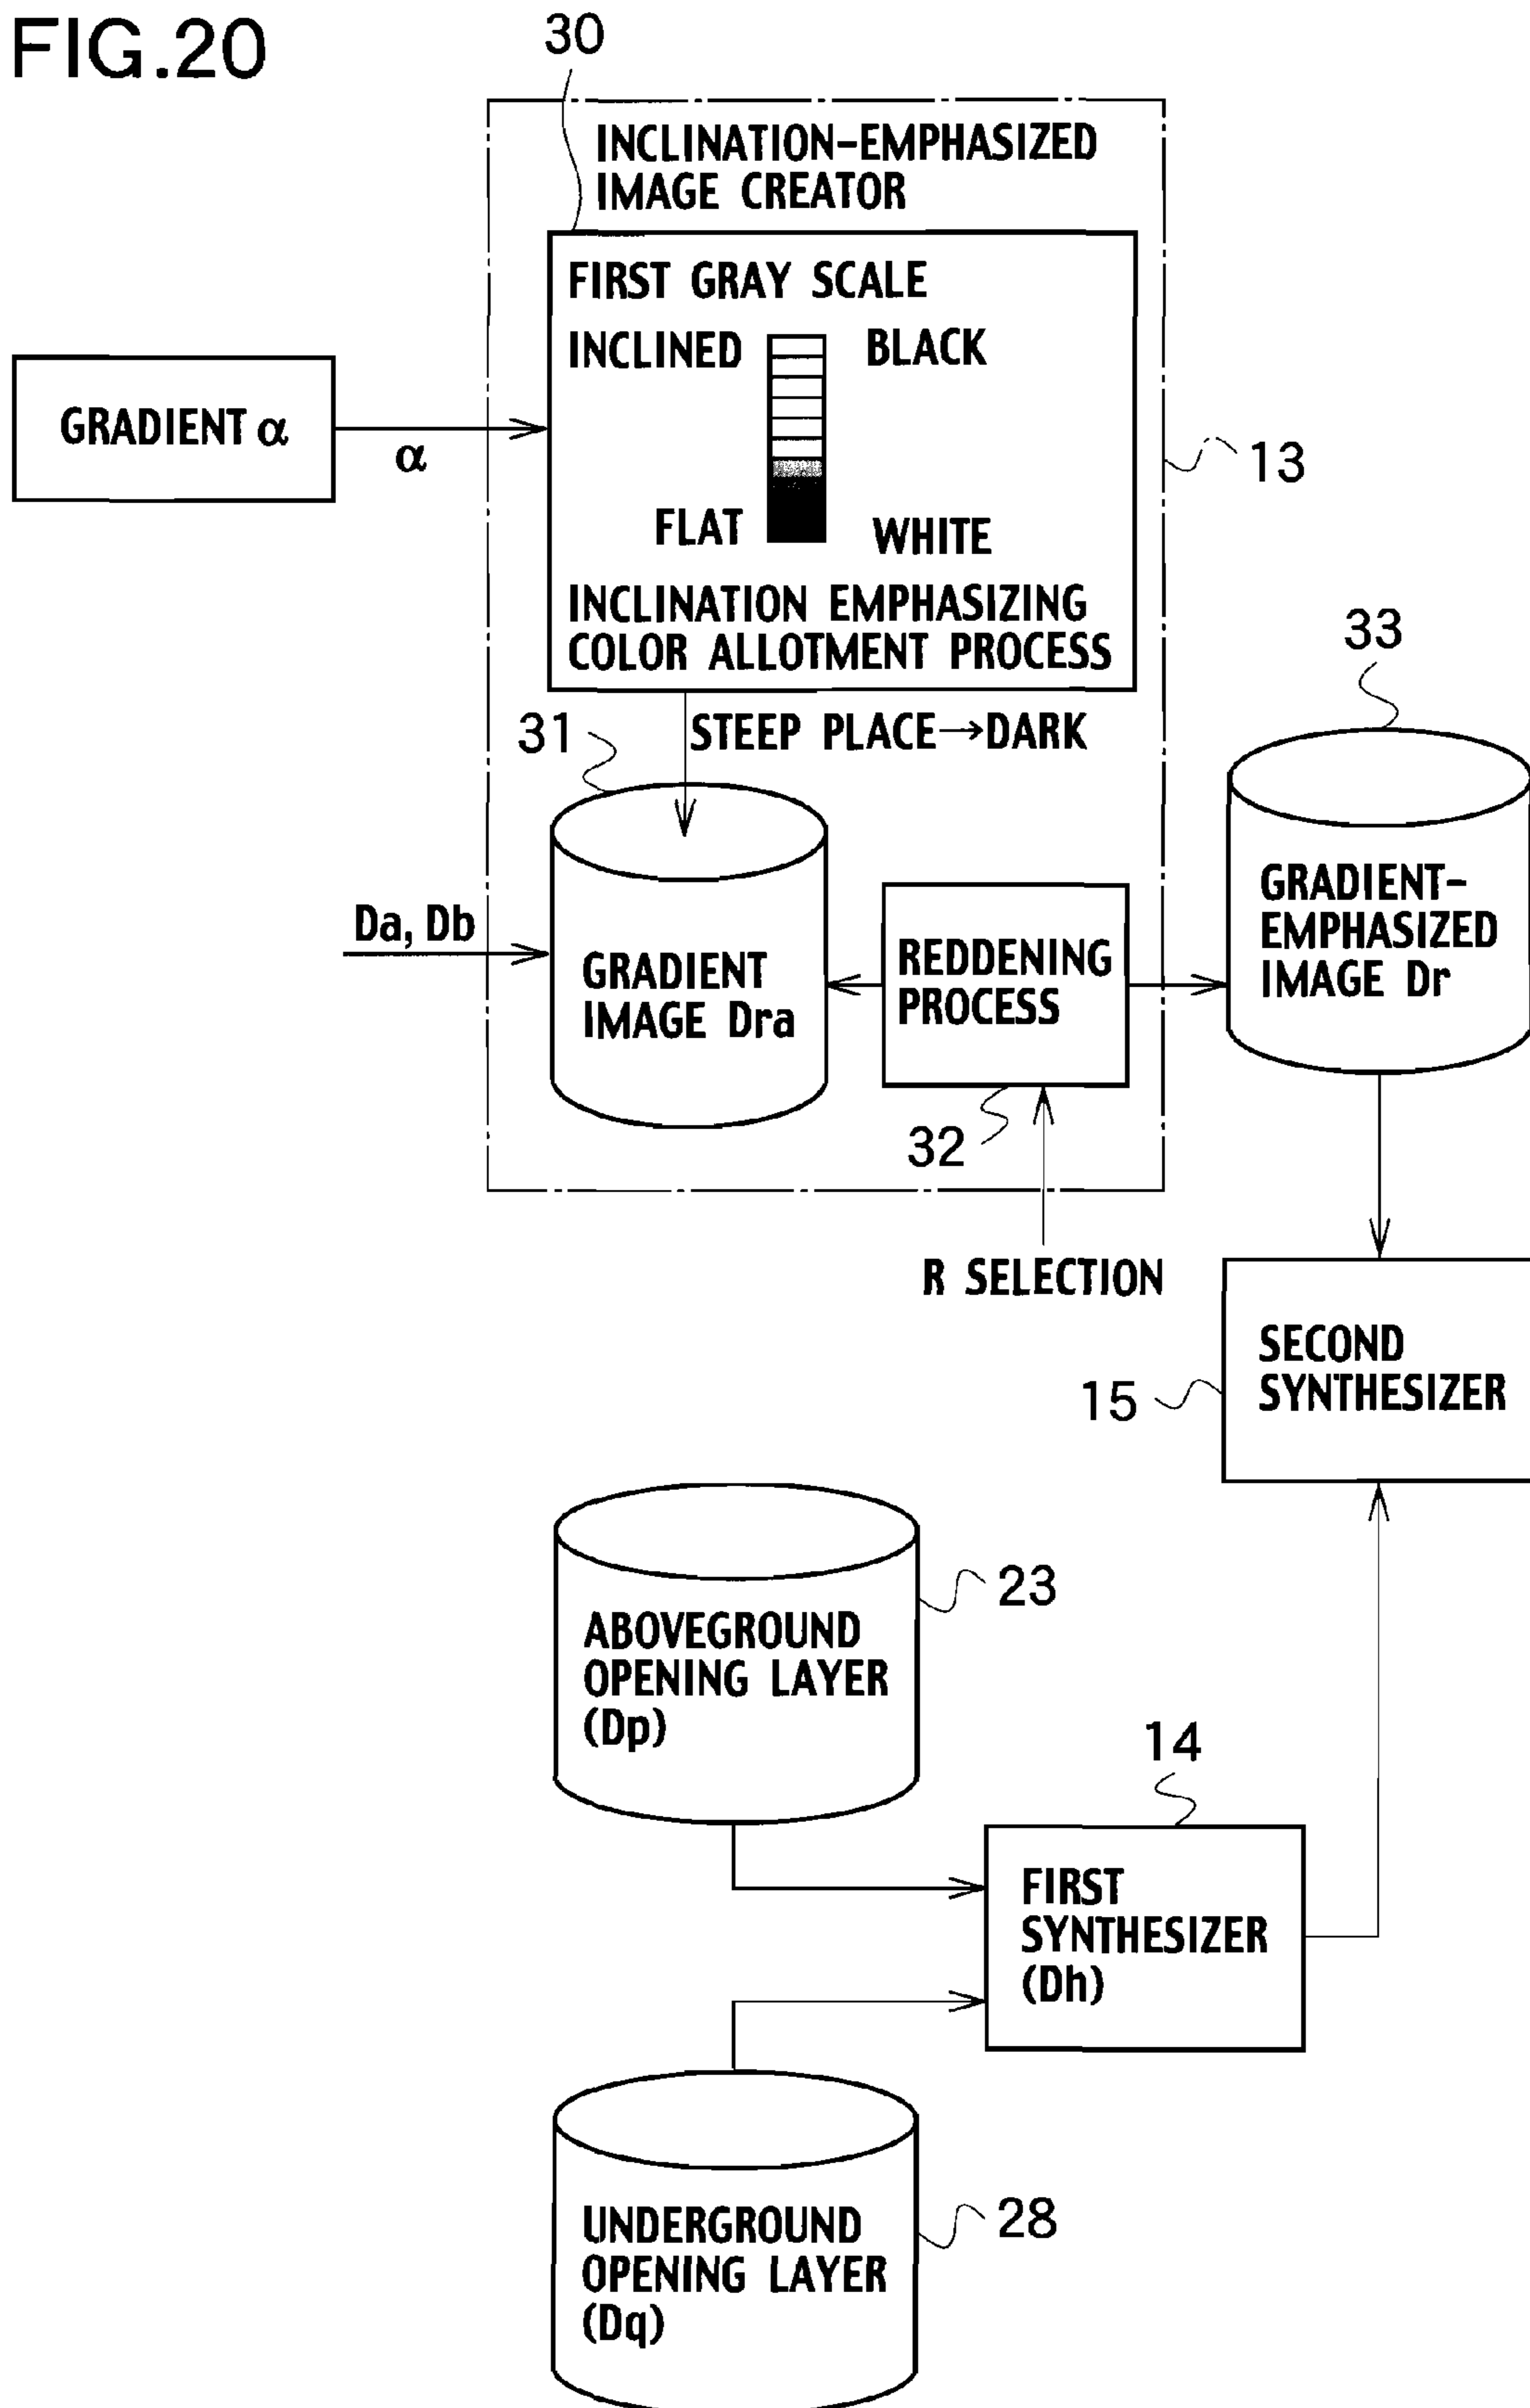 FIG.20
30
INCLINATION-EMPHASIZED
IMAGE CREATOR
FIRST GRAY SCALE
INCLINED
BLACK
FLAT
WHITE
INCLINATION EMPHASIZING
COLOR ALLOTMENT PROCESS
GRADIENT α
α
13
STEEP PLACE→DARK
31
33
Da, Db
GRADIENT
IMAGE Dra
REDDENING
PROCESS
32
GRADIENT-
EMPHASIZED
IMAGE Dr
R SELECTION
SECOND
SYNTHESIZER
15
ABOVEGROUND
OPENING LAYER
(Dp)
23
14
FIRST
SYNTHESIZER
(Dh)
UNDERGROUND
OPENING LAYER
(Dq)
28